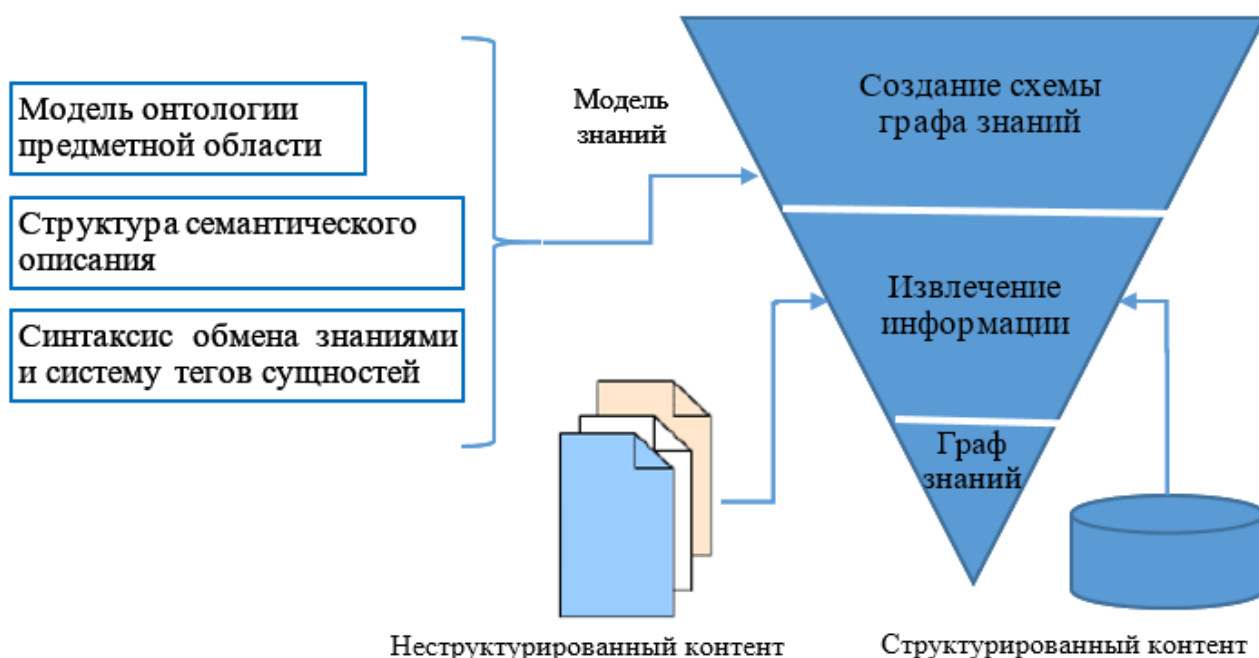 Модель онтологии
предметной области
Структура семантического
описания
Синтаксис обмена знаниями
и систему тегов сущностей
Модель
знаний
Создание схемы
графа знаний
Извлечение
информации
Граф
знаний
Неструктурированный контент
Структурированный контент